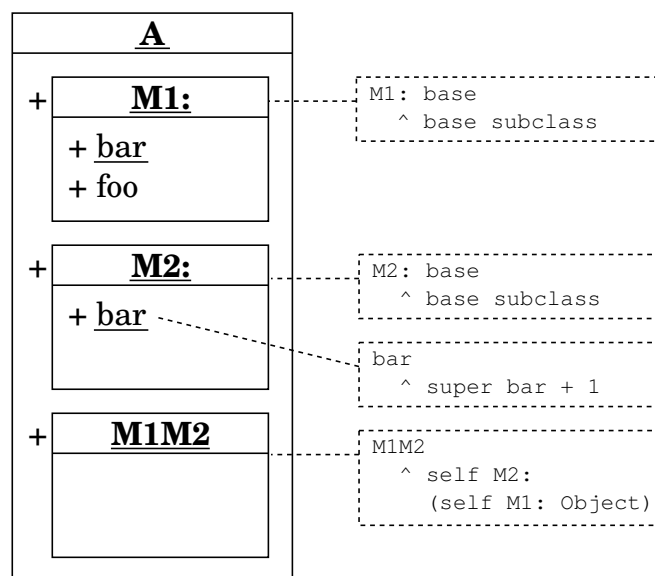 A
+ M1:
+ bar
+ foo
M1: base
^ base subclass
+ M2:
+ bar
M2: base
^ base subclass
bar
^ super bar + 1
+ M1M2
M1M2
^ self M2:
(self M1: Object)